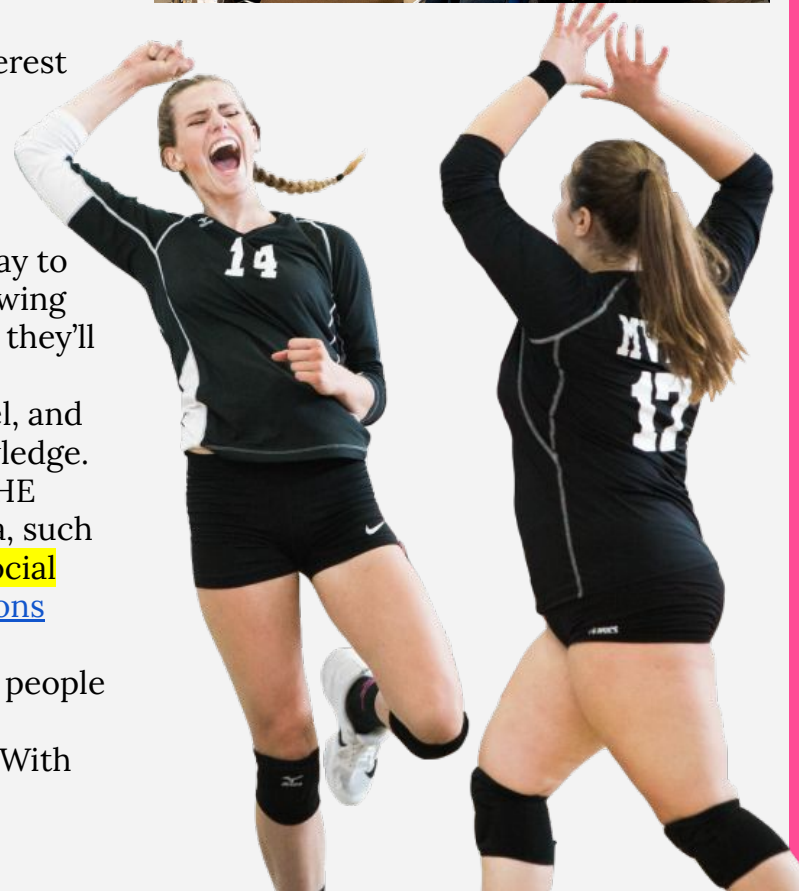 erest
ay to
wing
they'll
el, and
ledge.
HE
a, such
ocial
ons
people
With
14
17